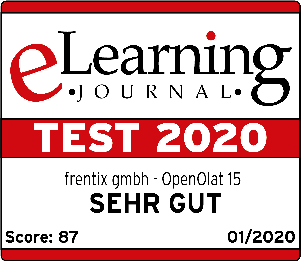 eLearning
•JOURNAL•
TEST 2020
frentix gmbh - OpenOlat 15
SEHR GUT
Score: 87 01/2020